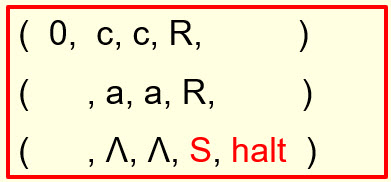 ( 0, c, c, R, )
( , a, a, R, )
( , Λ, Λ, S, halt )